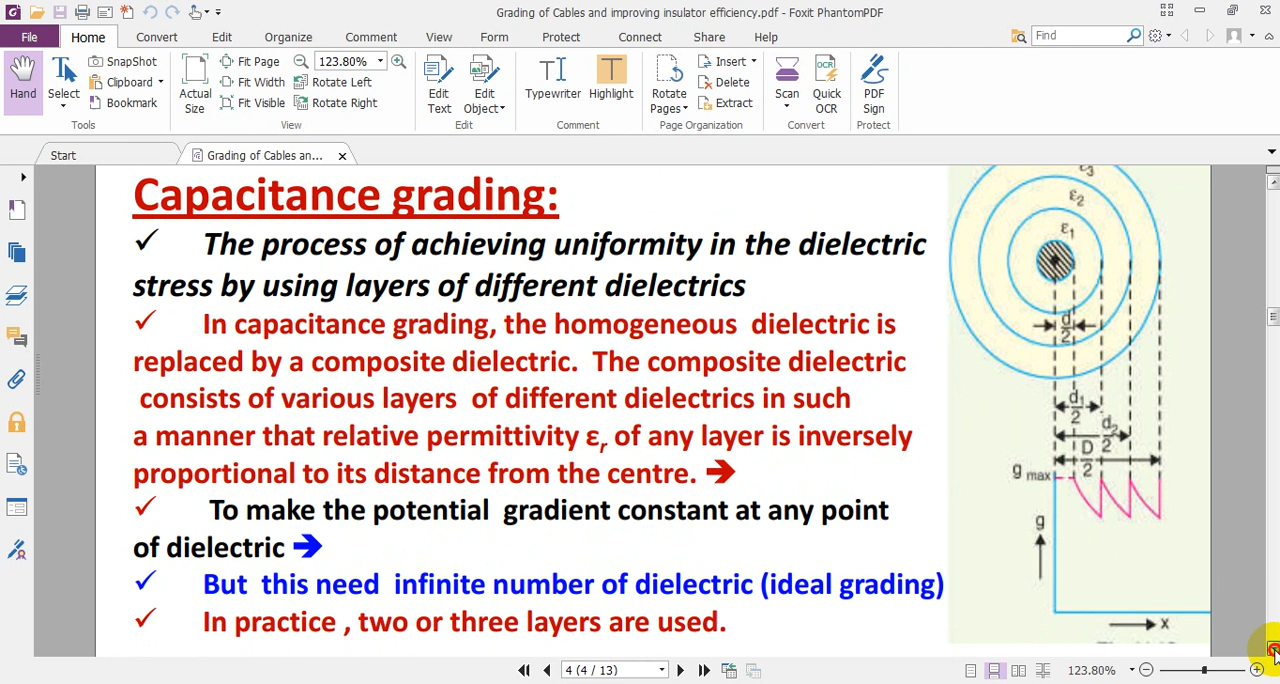 Grading of Cables and improving insulator efficiency.pdf - Foxit PhantomPDF
File Home Convert Edit Organize Comment View Form Protect Connect Share Help Find
Hand
Select
SnapShot
Clipboard
Bookmark
Tools
Actual Size
Fit Page
Fit Width
Fit Visible
123.80%
Rotate Left
Rotate Right
View
Edit Text
Edit Object
Edit
Typewriter
Highlight
Comment
Rotate Pages
Insert
Delete
Extract
Page Organization
Scan
Quick OCR
Convert
PDF Sign
Protect
Start
Grading of Cables an...
Capacitance grading:
✓ The process of achieving uniformity in the dielectric
stress by using layers of different dielectrics
✓ In capacitance grading, the homogeneous dielectric is
replaced by a composite dielectric. The composite dielectric
consists of various layers of different dielectrics in such
a manner that relative permittivity εr of any layer is inversely
proportional to its distance from the centre. ➔
✓ To make the potential gradient constant at any point
of dielectric ➔
✓ But this need infinite number of dielectric (ideal grading)
✓ In practice , two or three layers are used.
ε3
ε2
ε1
d
2
d1
2
d2
2
D
2
g max
g
x
4 (4 / 13)
123.80%